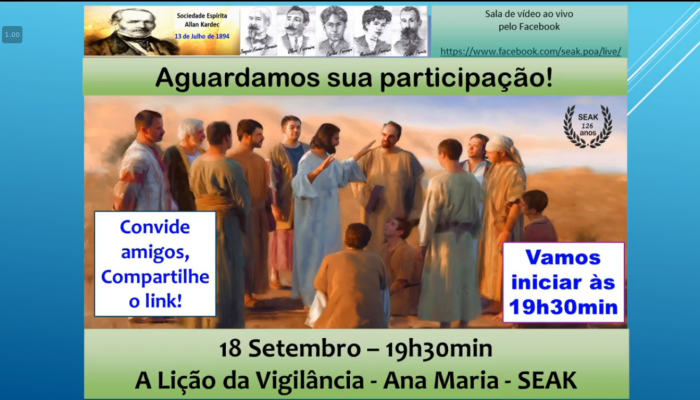 1.00
Sociedade Espírita
Allan Kardec
13 de Julho de 1894
Sala de vídeo ao vivo
pelo Facebook
https://www.facebook.com/seak.poa/live/
Aguardamos sua participação!
SEAK
126
anos
Convide
amigos,
Compartilhe
o link!
Vamos
iniciar às
19h30min
18 Setembro – 19h30min
A Lição da Vigilância - Ana Maria - SEAK